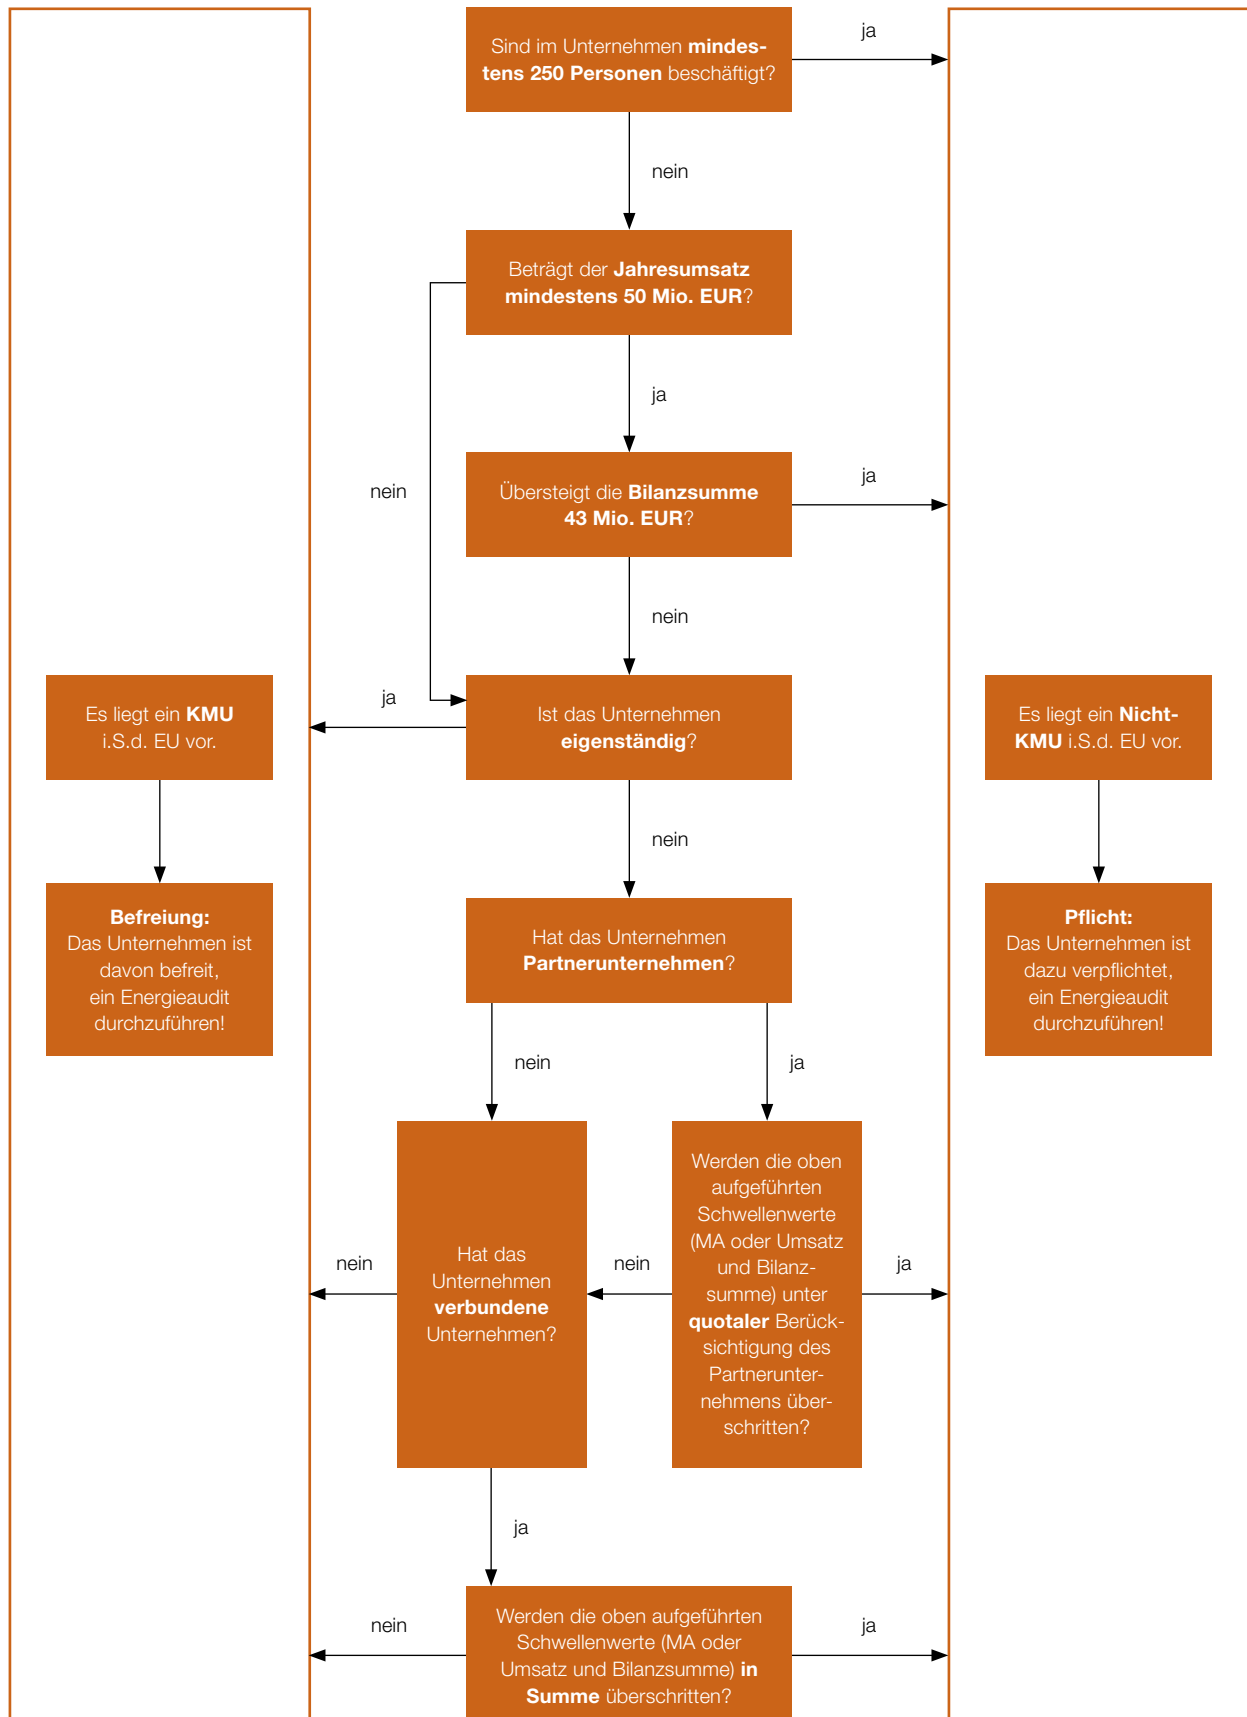 Sind im Unternehmen mindes-
tens 250 Personen beschäftigt?
ja
nein
Beträgt der Jahresumsatz
mindestens 50 Mio. EUR?
nein
ja
Übersteigt die Bilanzsumme
43 Mio. EUR?
ja
nein
Es liegt ein KMU
i.S.d. EU vor.
ja
Ist das Unternehmen
eigenständig?
Es liegt ein Nicht-
KMU i.S.d. EU vor.
nein
Befreiung:
Das Unternehmen ist
davon befreit,
ein Energieaudit
durchzuführen!
Hat das Unternehmen
Partnerunternehmen?
Pflicht:
Das Unternehmen ist
dazu verpflichtet,
ein Energieaudit
durchzuführen!
nein
ja
nein
Hat das
Unternehmen
verbundene
Unternehmen?
nein
Werden die oben
aufgeführten
Schwellenwerte
(MA oder Umsatz
und Bilanz-
summe) unter
quotaler Berück-
sichtigung des
Partnerunter-
nehmens über-
schritten?
ja
ja
nein
Werden die oben aufgeführten
Schwellenwerte (MA oder
Umsatz und Bilanzsumme) in
Summe überschritten?
ja